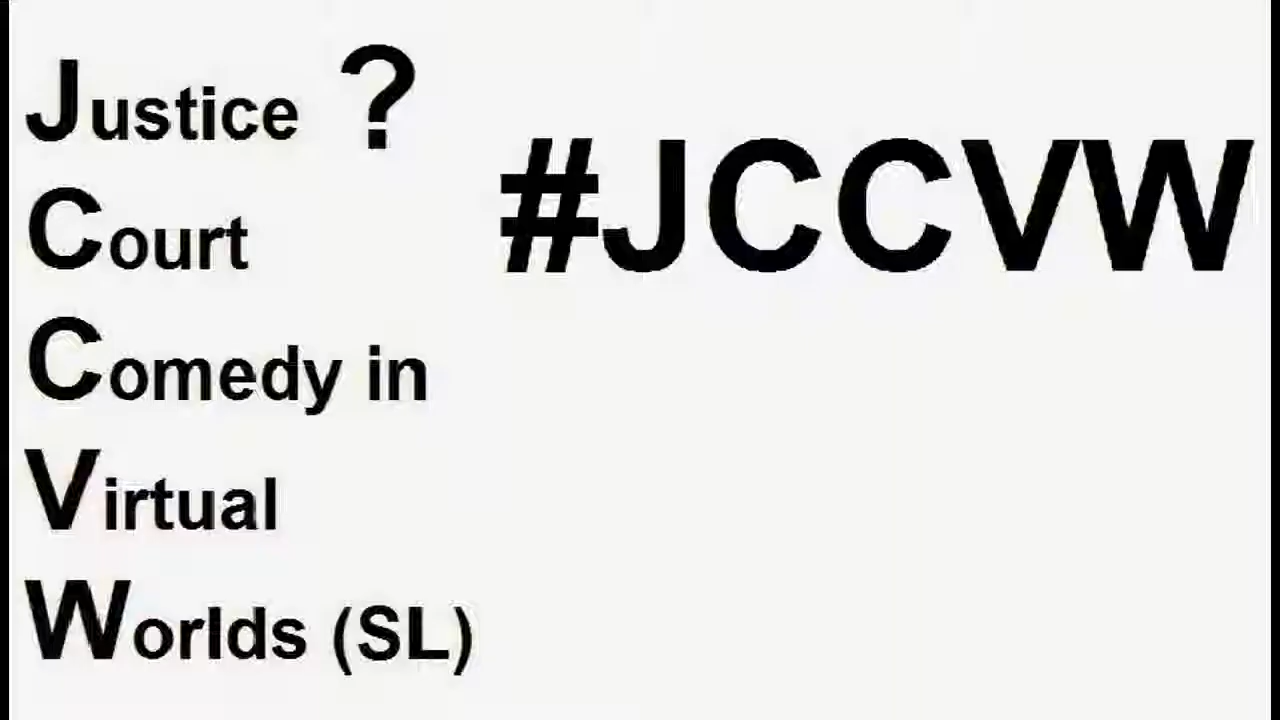 Justice ?
#JCCVW
Court
Comedy in
Virtual
Worlds (SL)